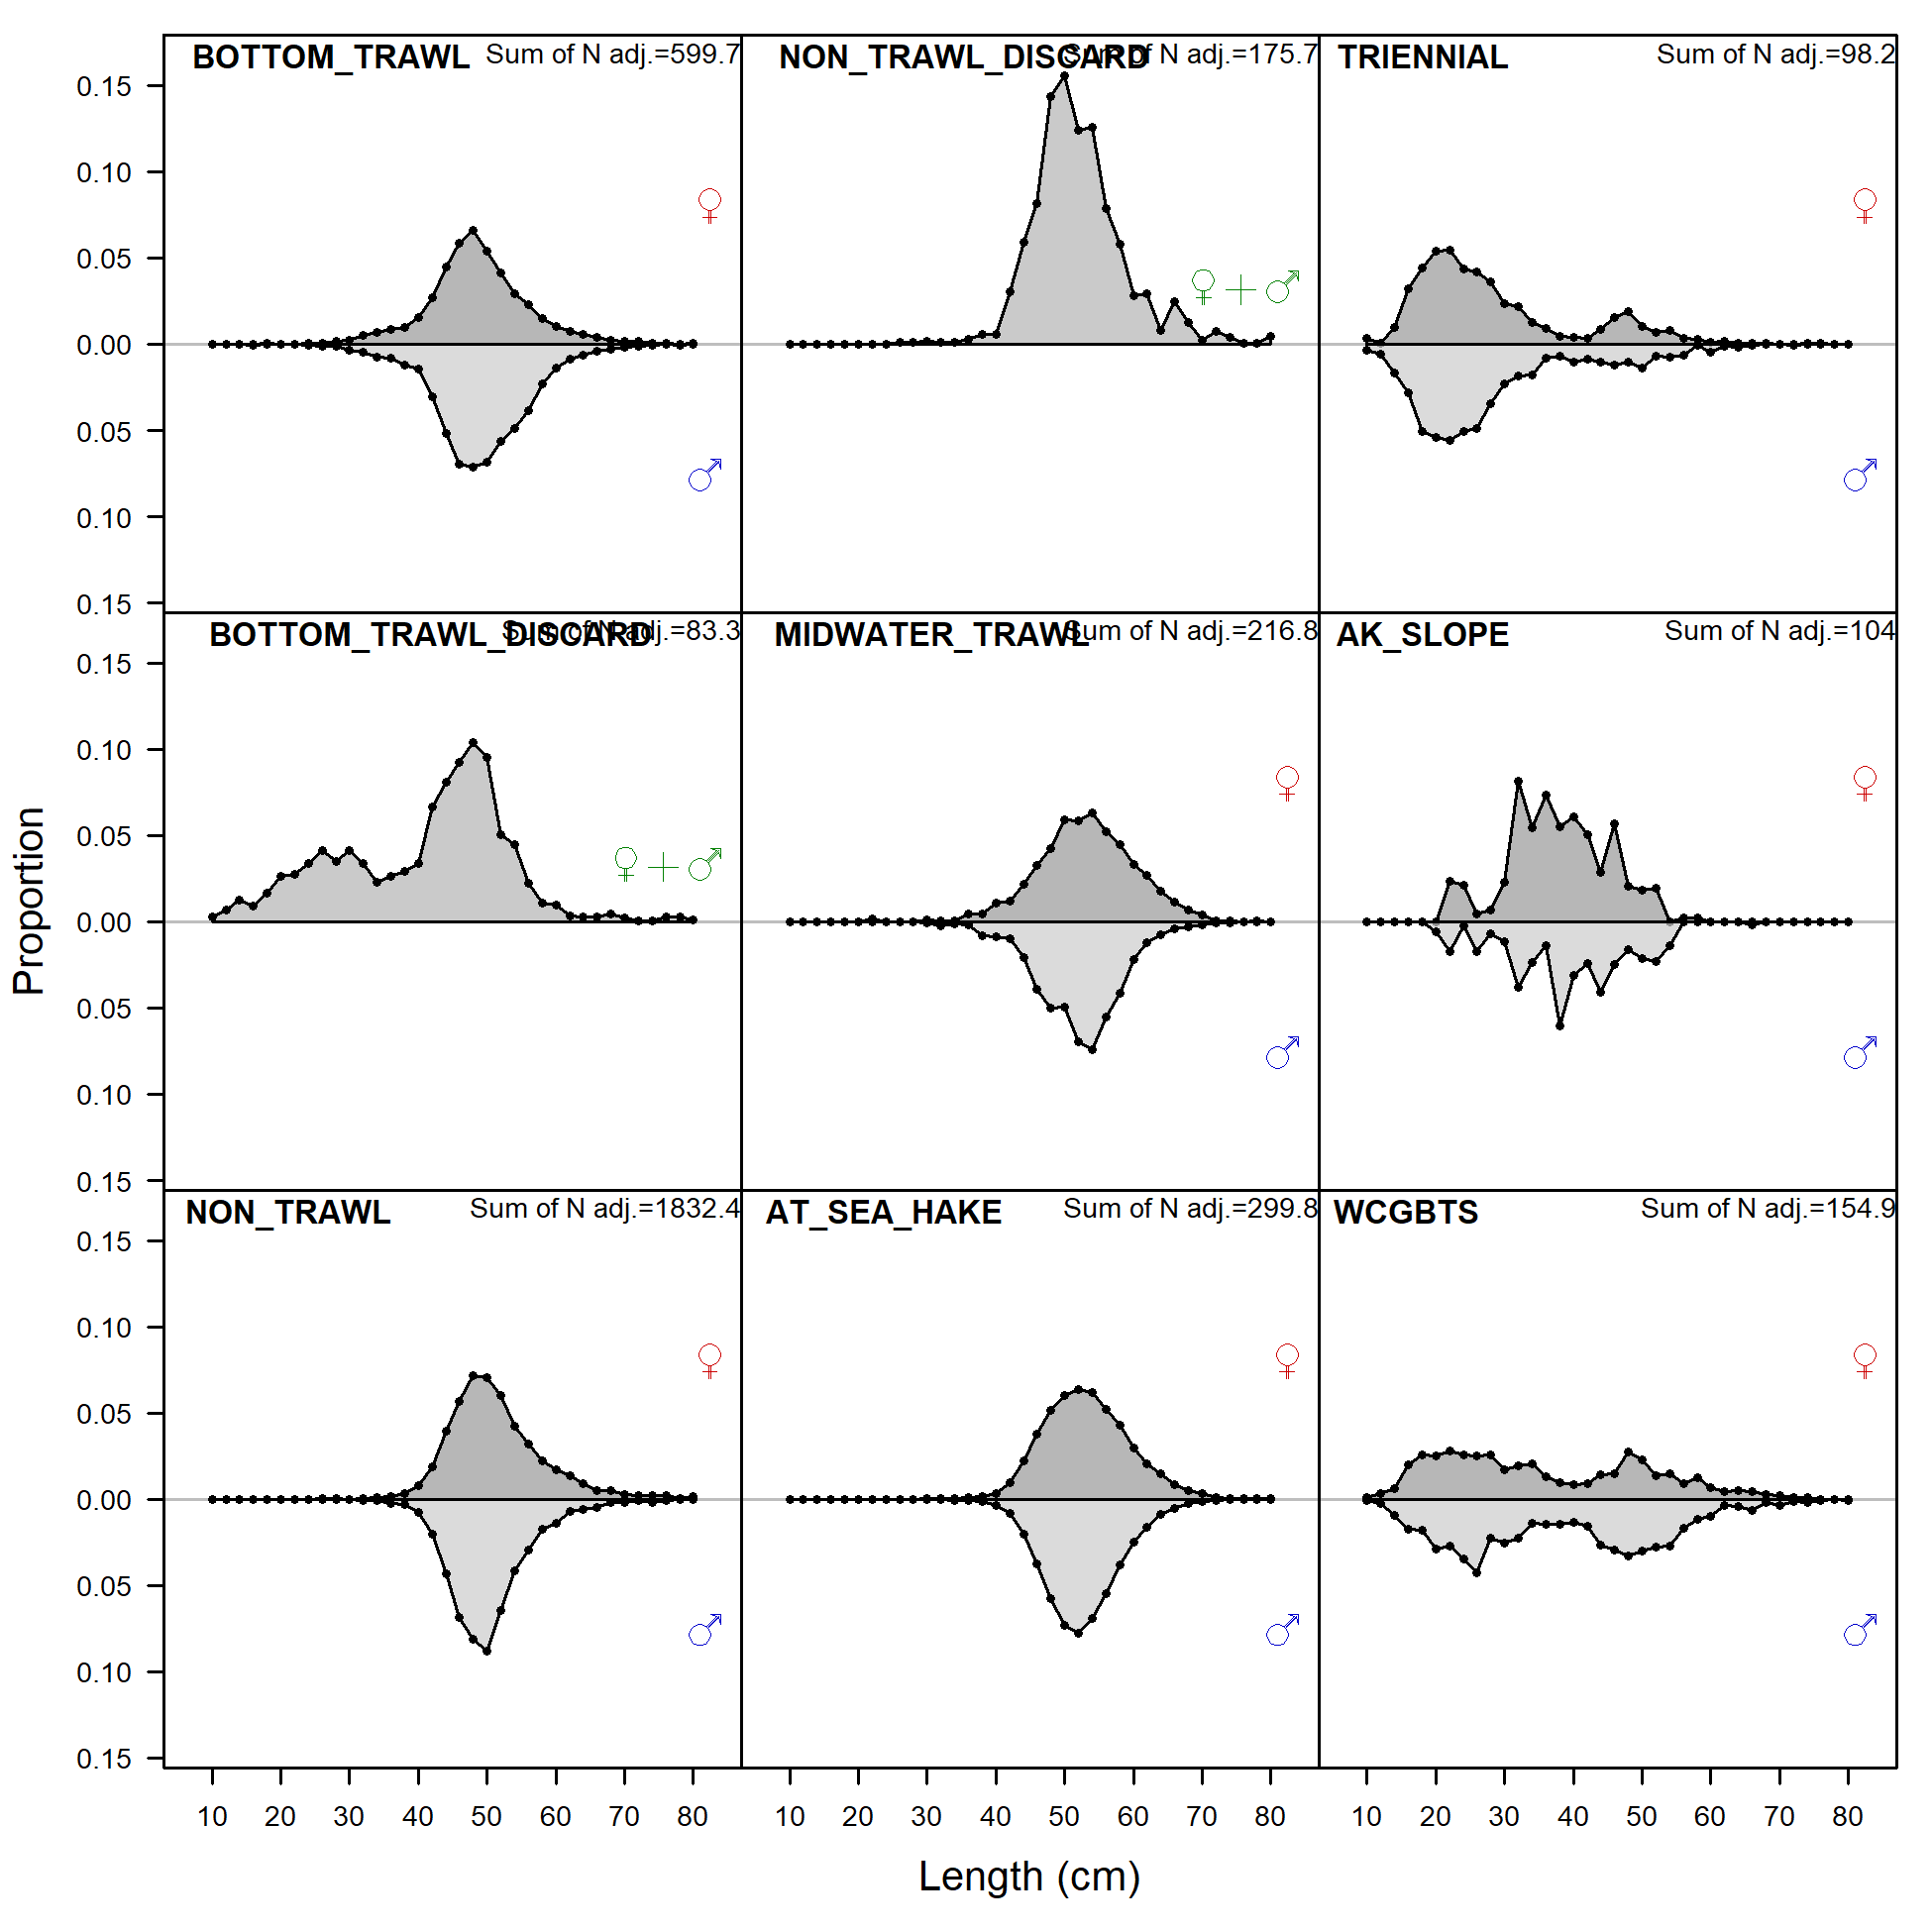 BOTTOM_TRAWL Sum of N adj.=599.7
NON_TRAWL_DISCARD Sum of N adj.=175.7
TRIENNIAL Sum of N adj.=98.2
0.15
0.10
0.05
0.00
0.05
0.10
0.15
BOTTOM_TRAWL_DISCARD Sum of N adj.=83.3
MIDWATER_TRAWL Sum of N adj.=216.8
AK_SLOPE Sum of N adj.=104
0.15
0.10
0.05
0.00
0.05
0.10
0.15
NON_TRAWL Sum of N adj.=1832.4
AT_SEA_HAKE Sum of N adj.=299.8
WCGBTS Sum of N adj.=154.9
0.15
0.10
0.05
0.00
0.05
0.10
0.15
Proportion
10 20 30 40 50 60 70 80
10 20 30 40 50 60 70 80
10 20 30 40 50 60 70 80
Length (cm)